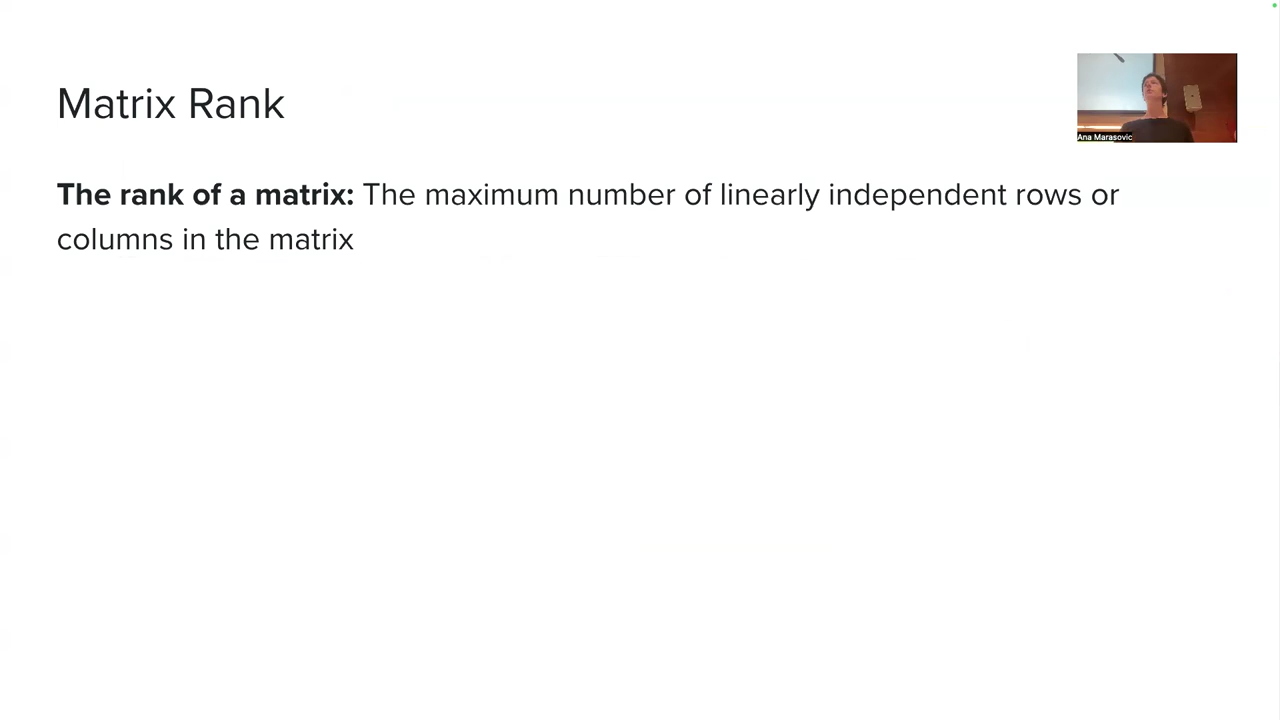 Matrix Rank
Ana Marasovic
The rank of a matrix: The maximum number of linearly independent rows or
columns in the matrix